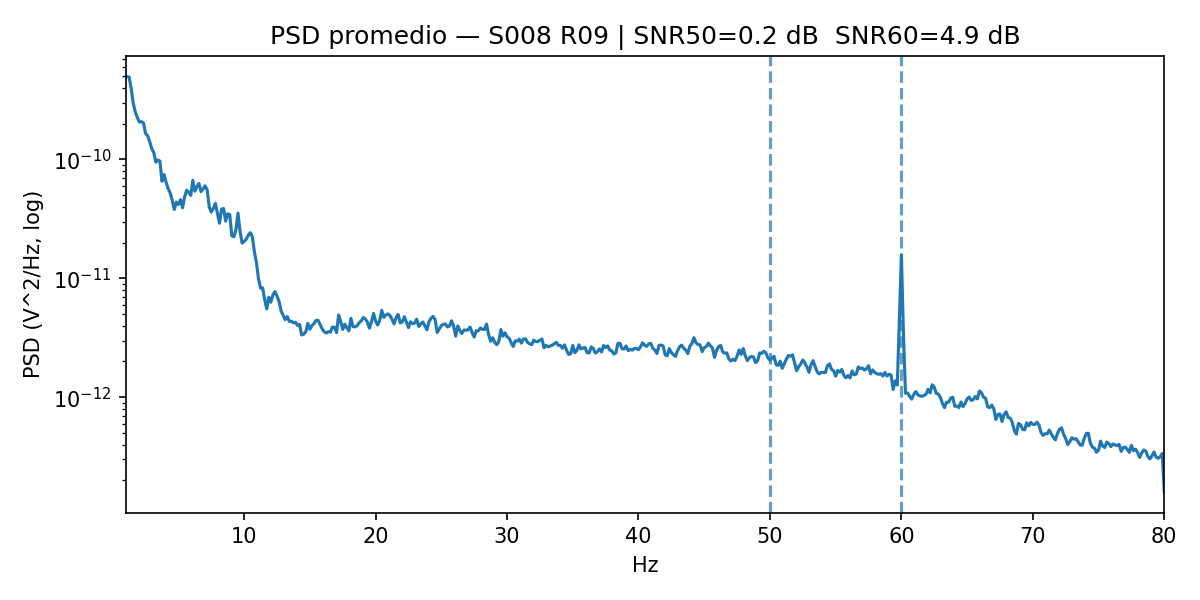 PSD promedio — S008 R09 | SNR50=0.2 dB  SNR60=4.9 dB
PSD (V^2/Hz, log)
10⁻¹⁰
10⁻¹¹
10⁻¹²
10 20 30 40 50 60 70 80
Hz